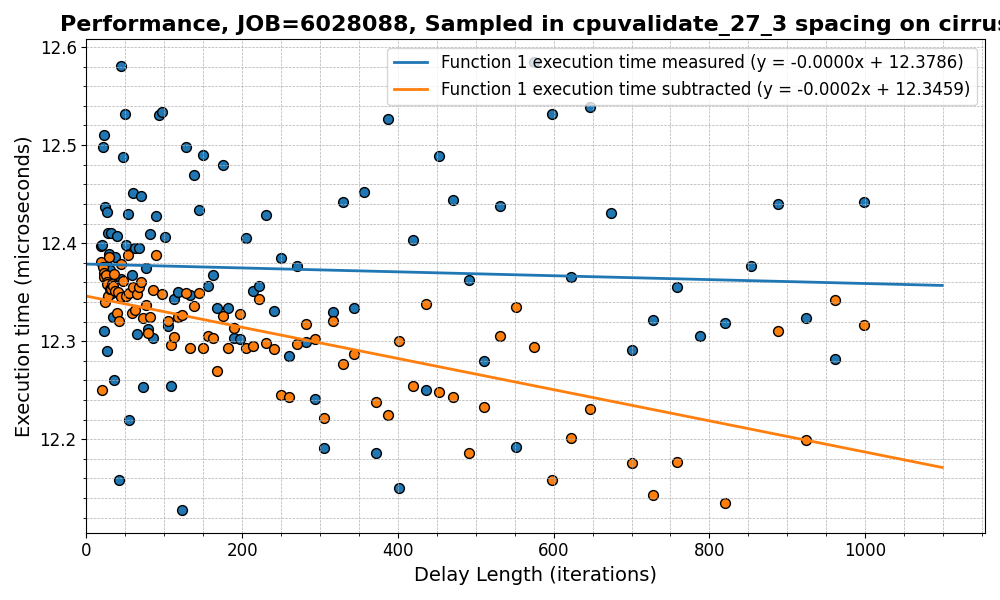 Performance, JOB=6028088, Sampled in cpuvalidate_27_3 spacing on cirrus
Function 1 execution time measured (y = -0.0000x + 12.3786)
Function 1 execution time subtracted (y = -0.0002x + 12.3459)
Execution time (microseconds)
12.6
12.5
12.4
12.3
12.2
0 200 400 600 800 1000
Delay Length (iterations)